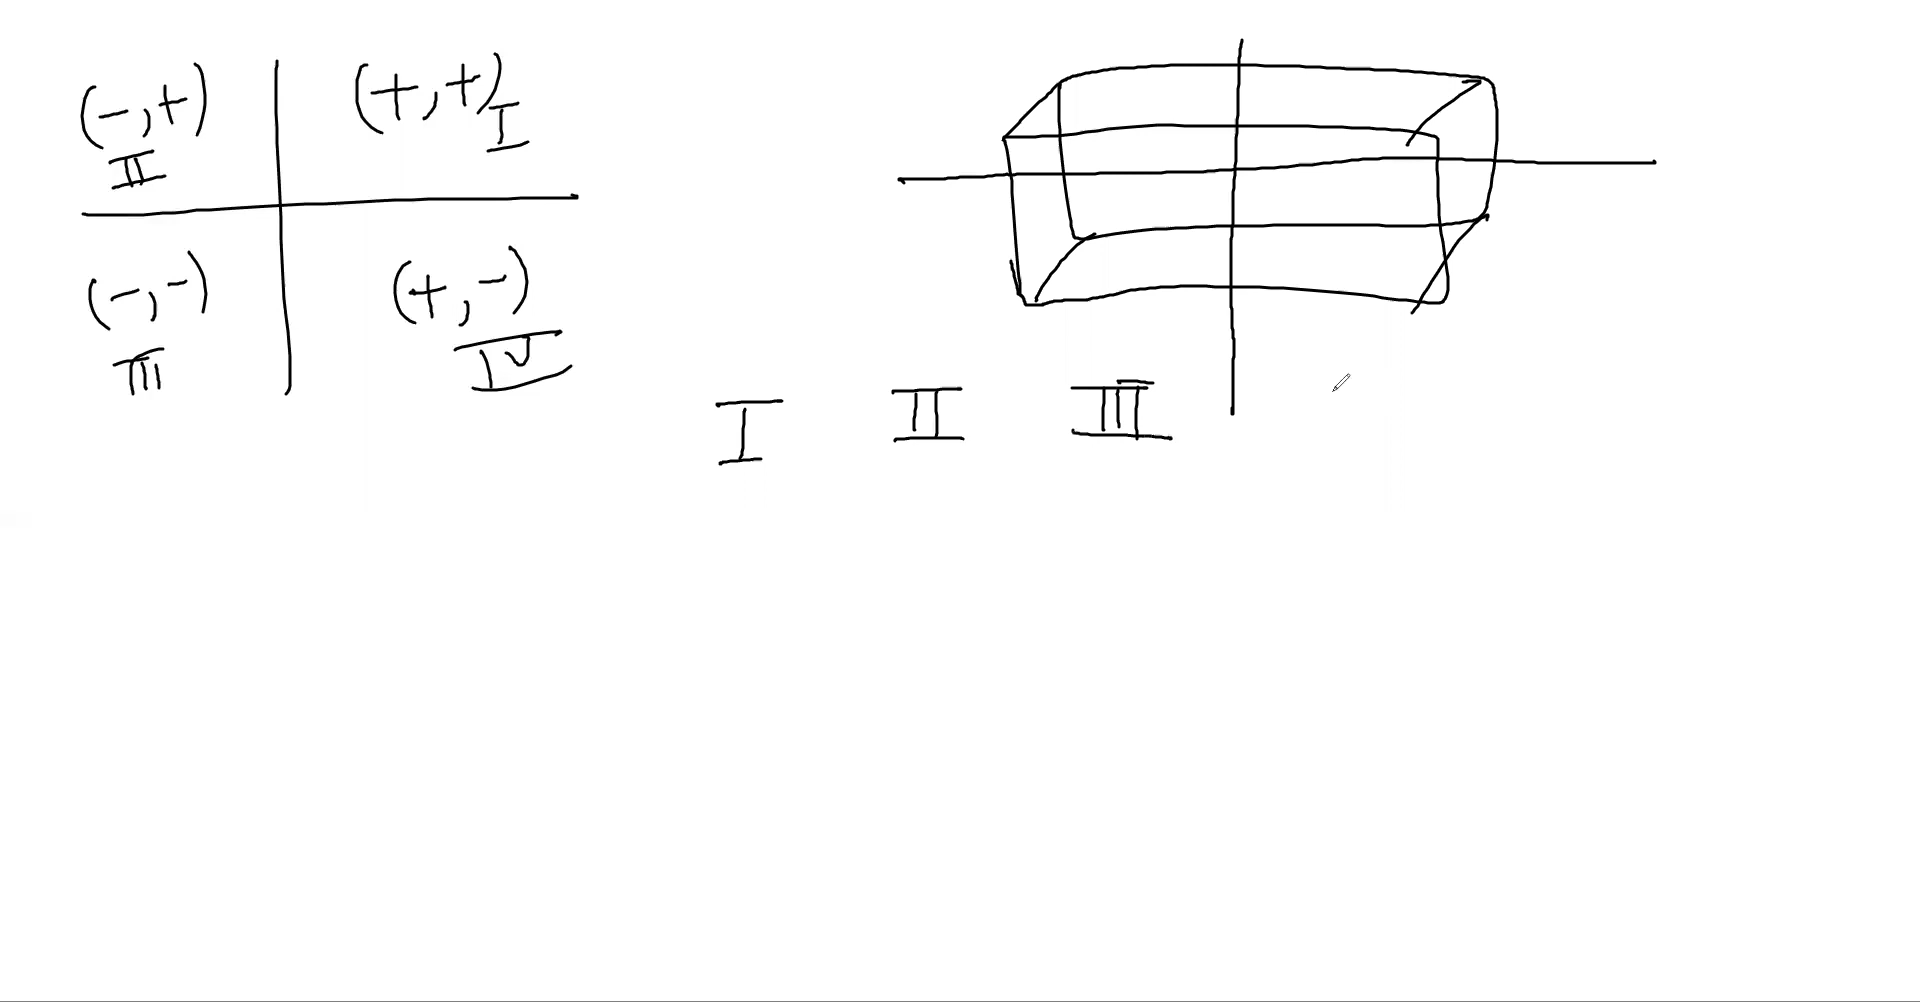 (-,+) (+,+) I
II
(-,-) (+,-)
III IV
I II III